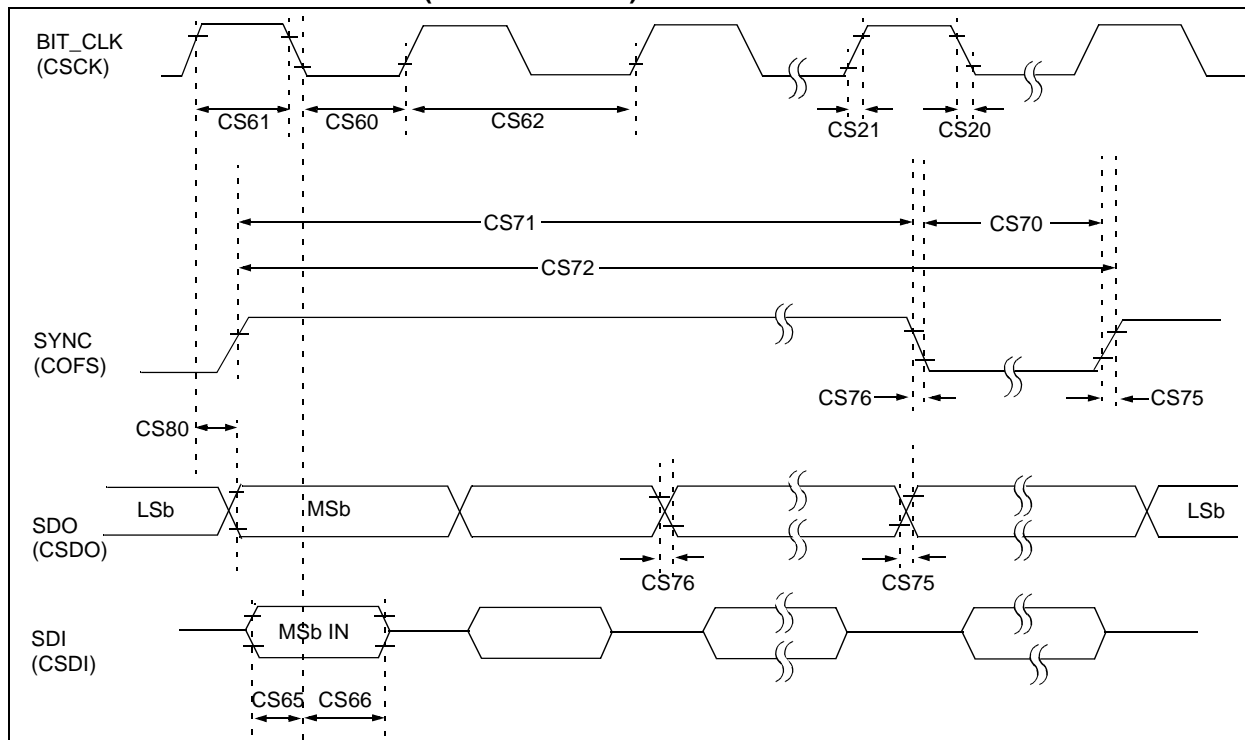 BIT_CLK
(CSCK)
CS61
CS60
CS62
CS21
CS20
CS71
CS70
CS72
SYNC
(COFS)
CS76
CS75
CS80
LSb
MSb
LSb
SDO
(CSDO)
CS76
CS75
MSb IN
SDI
(CSDI)
CS65
CS66